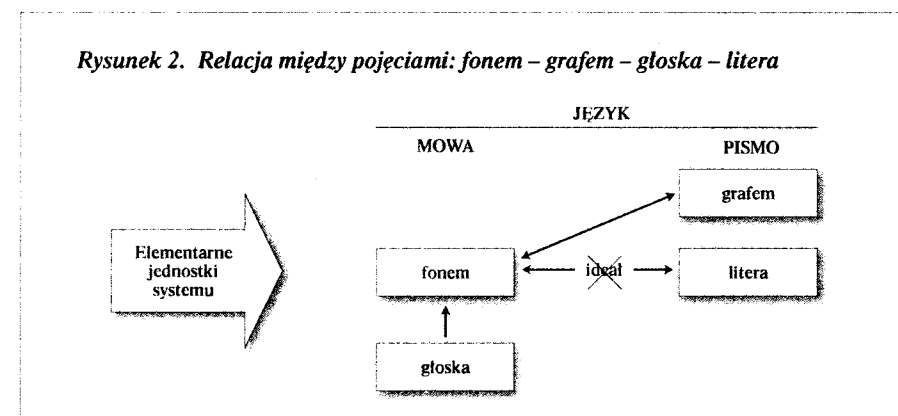 Rysunek 2. Relacja między pojęciami: fonem – grafem – głoska – litera
JĘZYK
MOWA PISMO
grafem
Elementarne
jednostki
systemu
fonem ideał litera
głoska